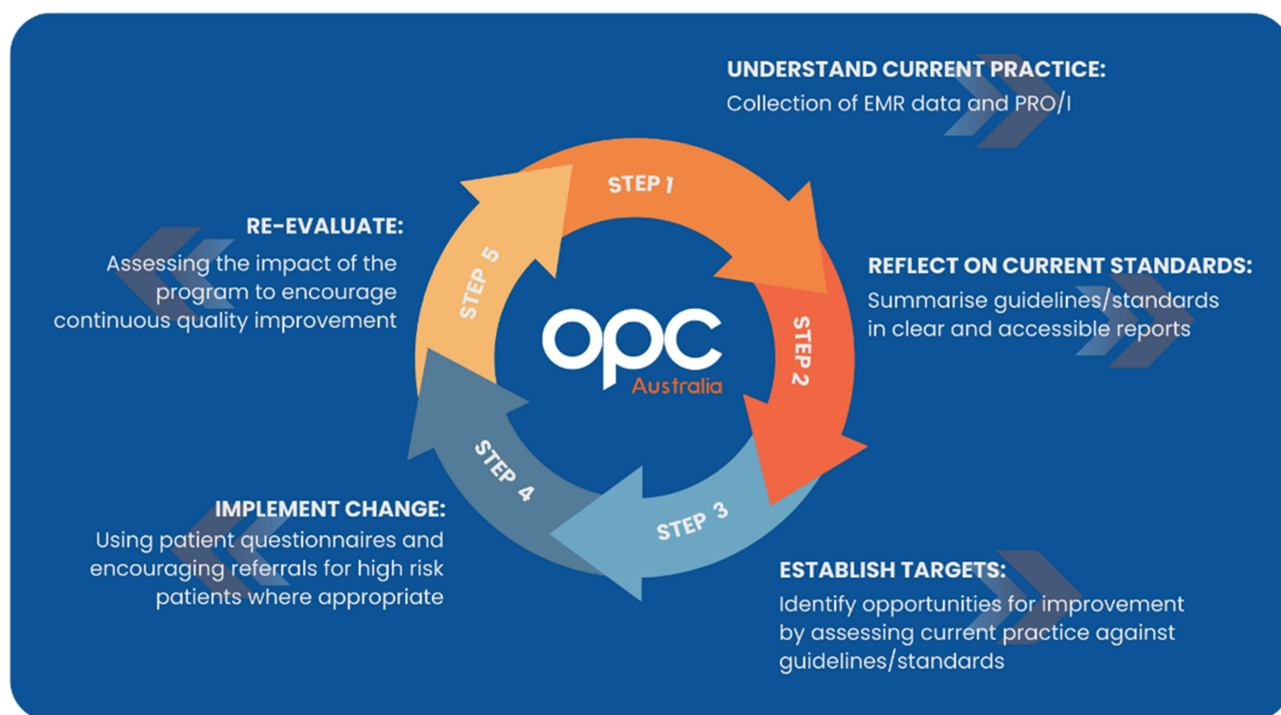 UNDERSTAND CURRENT PRACTICE:
Collection of EMR data and PRO/I
STEP 1
REFLECT ON CURRENT STANDARDS:
Summarise guidelines/standards
in clear and accessible reports
STEP 2
ESTABLISH TARGETS:
Identify opportunities for improvement
by assessing current practice against
guidelines/standards
STEP 3
IMPLEMENT CHANGE:
Using patient questionnaires and
encouraging referrals for high risk
patients where appropriate
STEP 4
RE-EVALUATE:
Assessing the impact of the
program to encourage
continuous quality improvement
STEP 5
opc
Australia